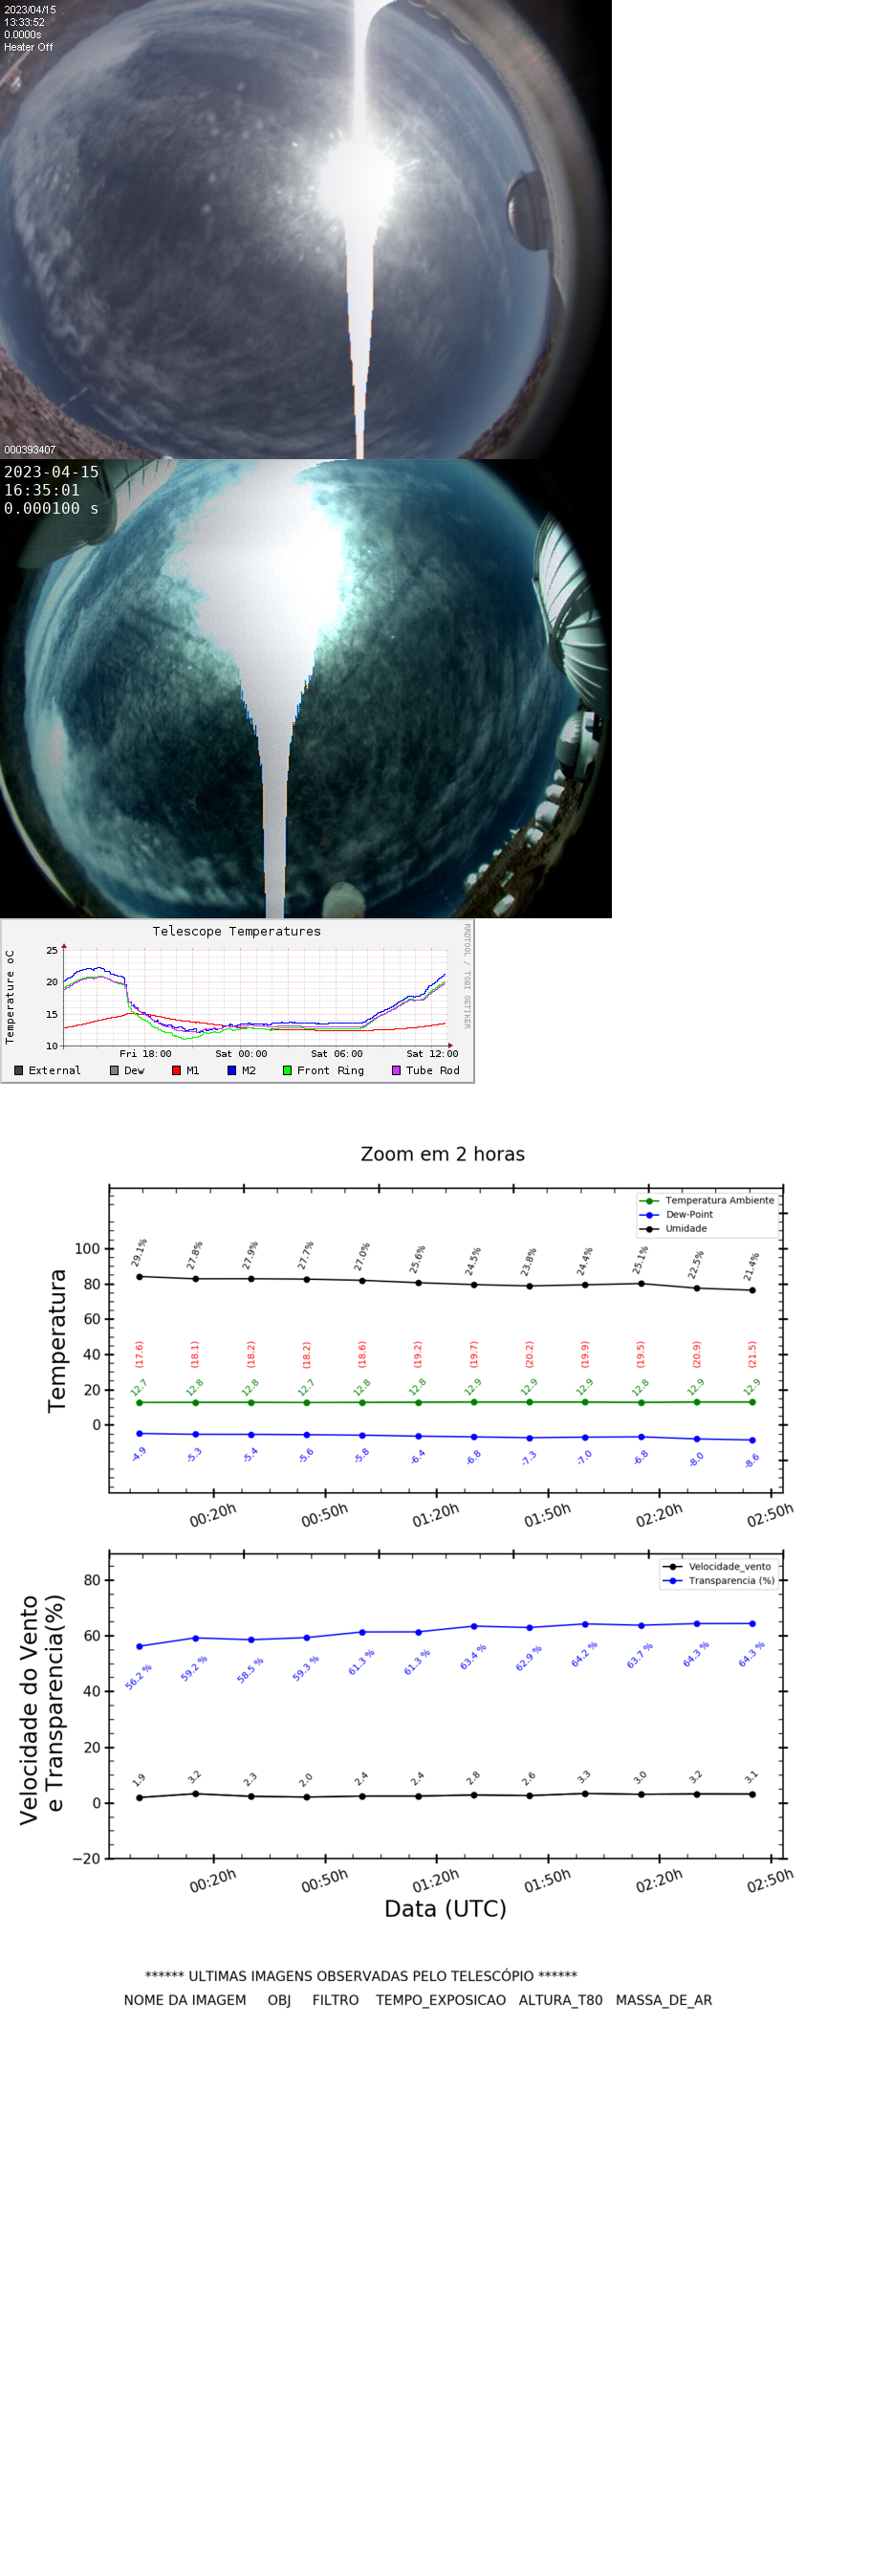 2023/04/15
13:33:52
0.0000s
Heater Off
000393407
2023-04-15
16:35:01
0.000100 s
Telescope Temperatures
RRDTOOL / TOBI OETIKER
Temperature oC
25
20
15
10
Fri 18:00 Sat 00:00 Sat 06:00 Sat 12:00
External Dew M1 M2 Front Ring Tube Rod
Zoom em 2 horas
Temperatura Ambiente
Dew-Point
Umidade
Temperatura
100
80
60
40
20
0
29.1% 27.8% 27.9% 27.7% 27.0% 25.6% 24.5% 23.8% 24.4% 25.1% 22.5% 21.4%
(17.6) (18.1) (18.2) (18.2) (18.6) (19.2) (19.7) (20.2) (19.9) (19.5) (20.9) (21.5)
12.7 12.8 12.8 12.7 12.8 12.8 12.9 12.9 12.9 12.8 12.9 12.9
-4.9 -5.3 -5.4 -5.6 -5.8 -6.4 -6.8 -7.3 -7.0 -6.8 -8.0 -8.6
00:20h 00:50h 01:20h 01:50h 02:20h 02:50h
Velocidade_vento
Transparencia (%)
Velocidade do Vento
e Transparencia(%)
80
60
40
20
0
−20
56.2 % 59.2 % 58.5 % 59.3 % 61.3 % 61.3 % 63.4 % 62.9 % 64.2 % 63.7 % 64.3 % 64.3 %
1.9 3.2 2.3 2.0 2.4 2.4 2.8 2.6 3.3 3.0 3.2 3.1
00:20h 00:50h 01:20h 01:50h 02:20h 02:50h
Data (UTC)
****** ULTIMAS IMAGENS OBSERVADAS PELO TELESCÓPIO ******
NOME DA IMAGEM OBJ FILTRO TEMPO_EXPOSICAO ALTURA_T80 MASSA_DE_AR